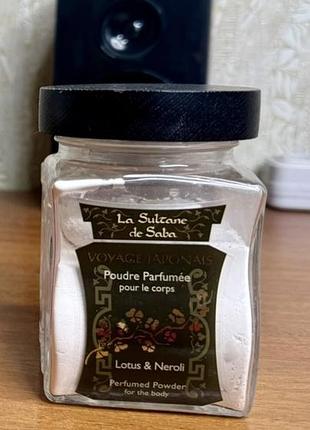 La Sultane
de Saba
VOYAGE JAPONAIS
Poudre Parfumée
pour le corps
Lotus & Neroli
Perfumed Powder
for the body